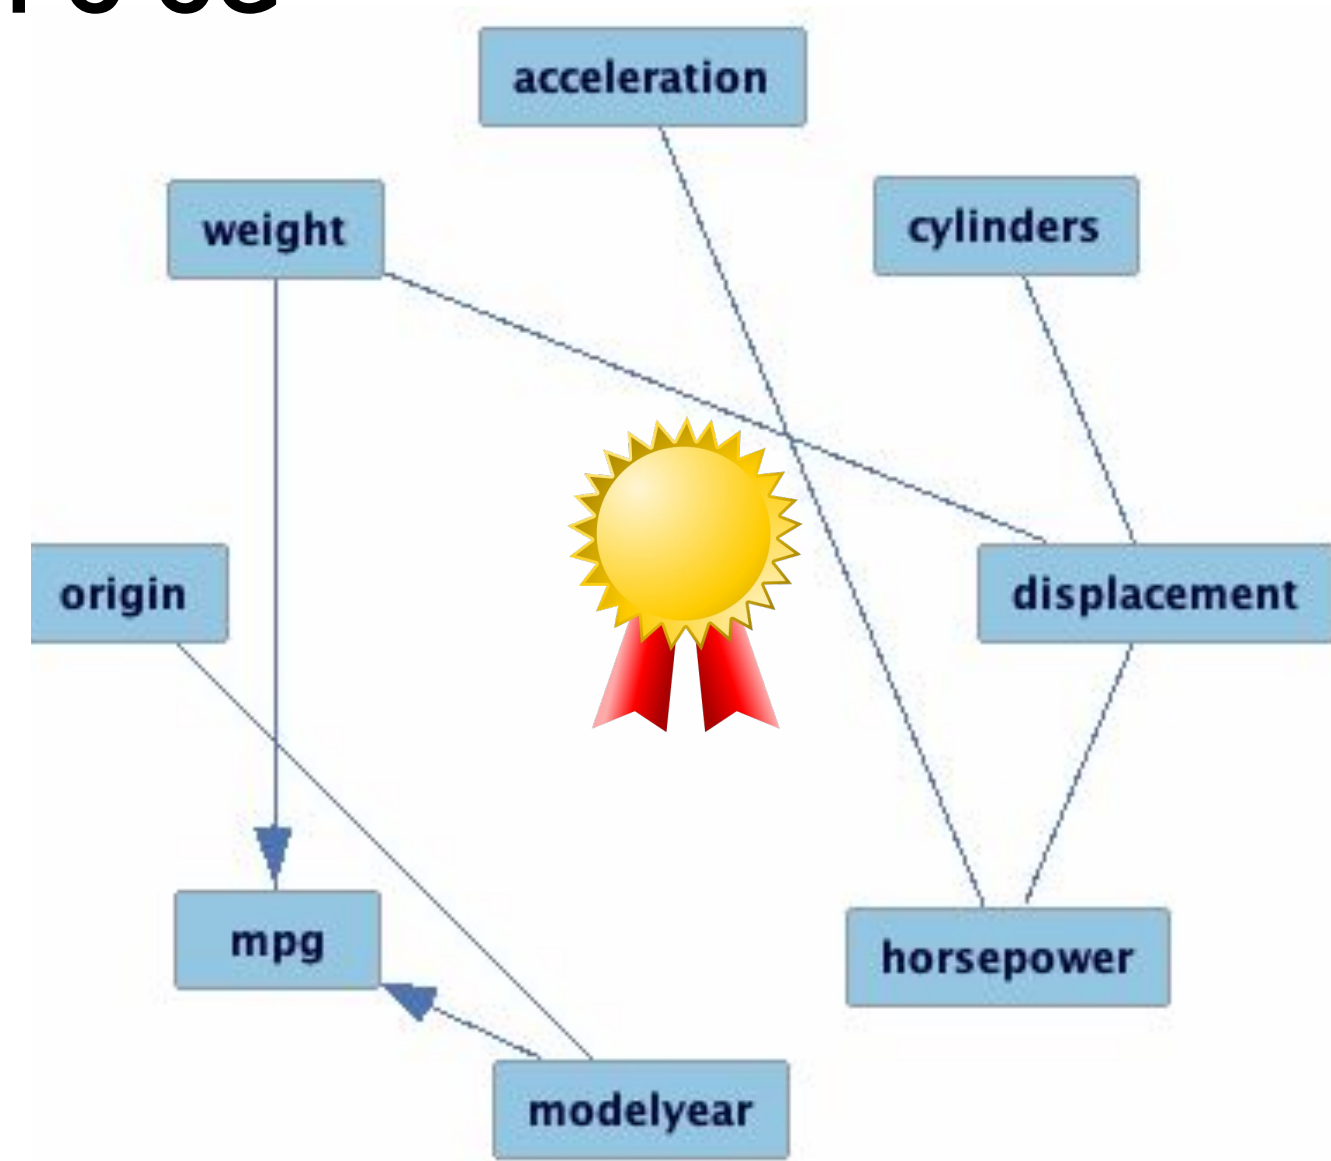 acceleration
weight
cylinders
origin
displacement
mpg
horsepower
modelyear